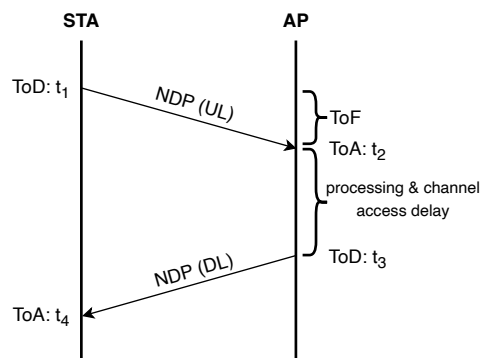 STA
AP
ToD: t1
NDP (UL)
ToF
ToA: t2
processing & channel
access delay
NDP (DL)
ToD: t3
ToA: t4